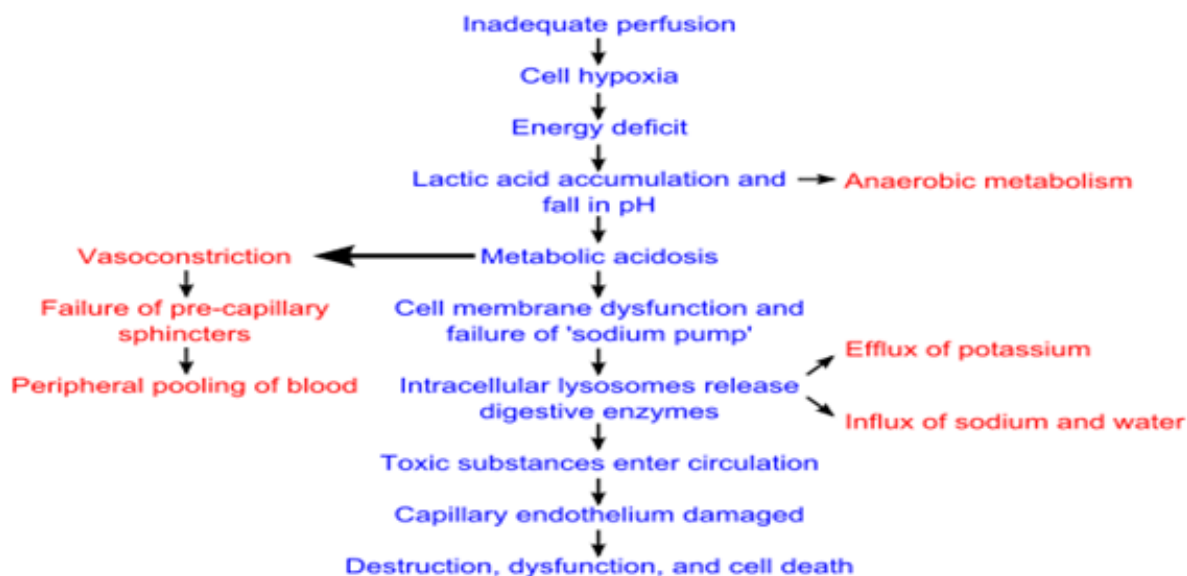 Inadequate perfusion
Cell hypoxia
Energy deficit
Lactic acid accumulation and
fall in pH
Anaerobic metabolism
Vasoconstriction
Metabolic acidosis
Failure of pre-capillary
sphincters
Cell membrane dysfunction and
failure of 'sodium pump'
Efflux of potassium
Peripheral pooling of blood
Intracellular lysosomes release
digestive enzymes
Influx of sodium and water
Toxic substances enter circulation
Capillary endothelium damaged
Destruction, dysfunction, and cell death